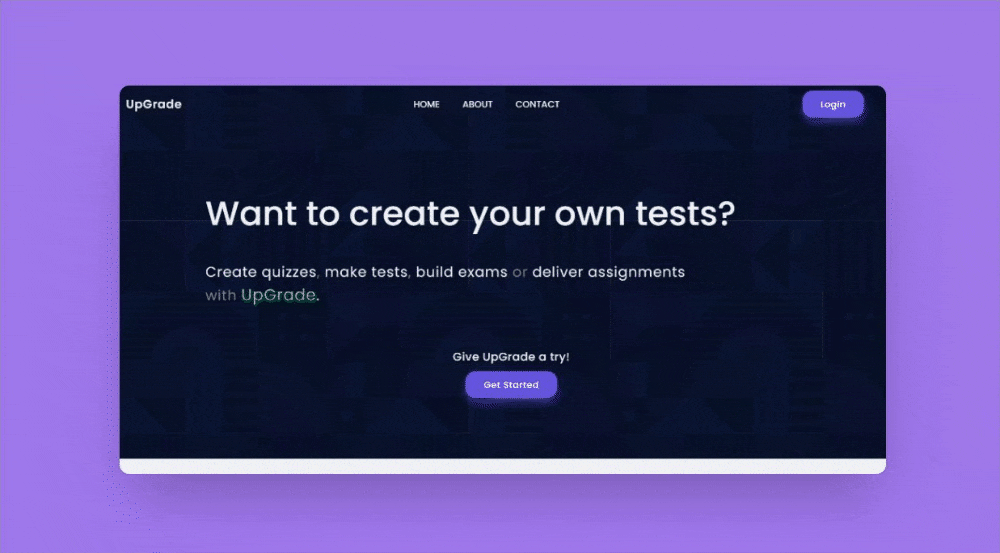 UpGrade
HOME ABOUT CONTACT
Login
Want to create your own tests?
Create quizzes, make tests, build exams or deliver assignments
with UpGrade.
Give UpGrade a try!
Get Started